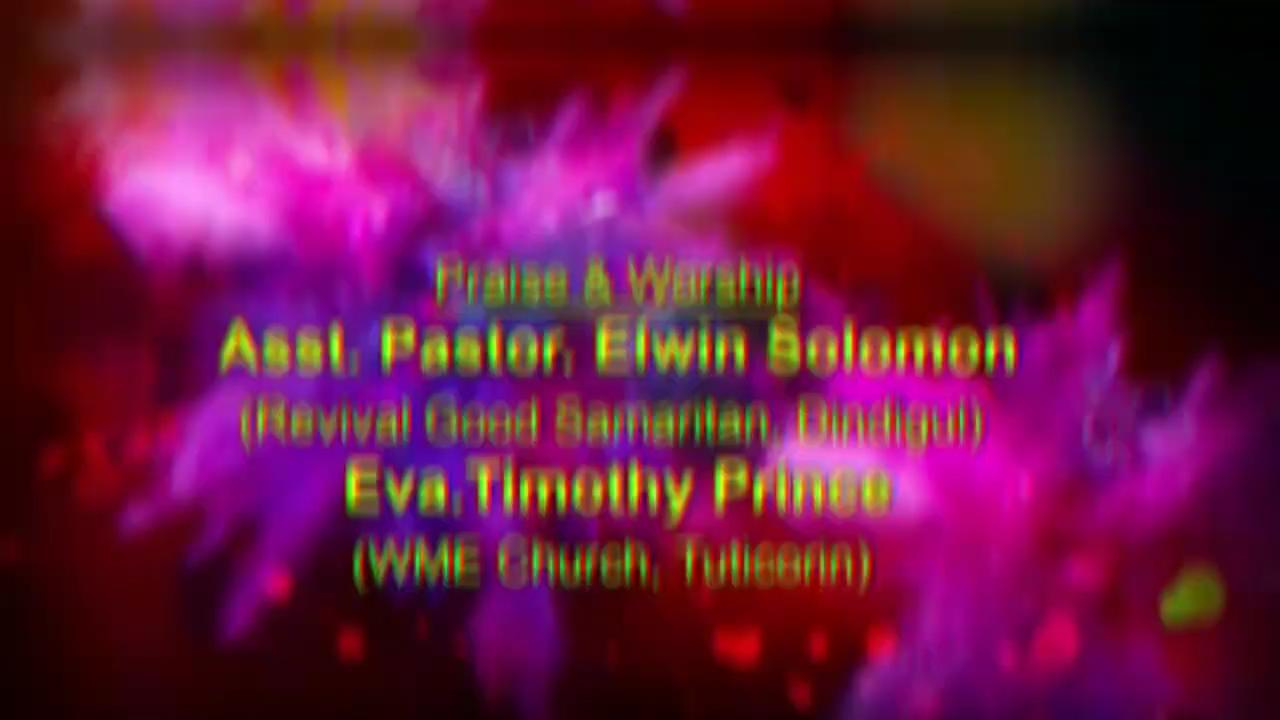 Praise & Worship
Asst. Pastor. Elwin Solomon
(Revival Good Samaritan, Dindigul)
Eva.Timothy Prince
(WME Church, Tuticorin)